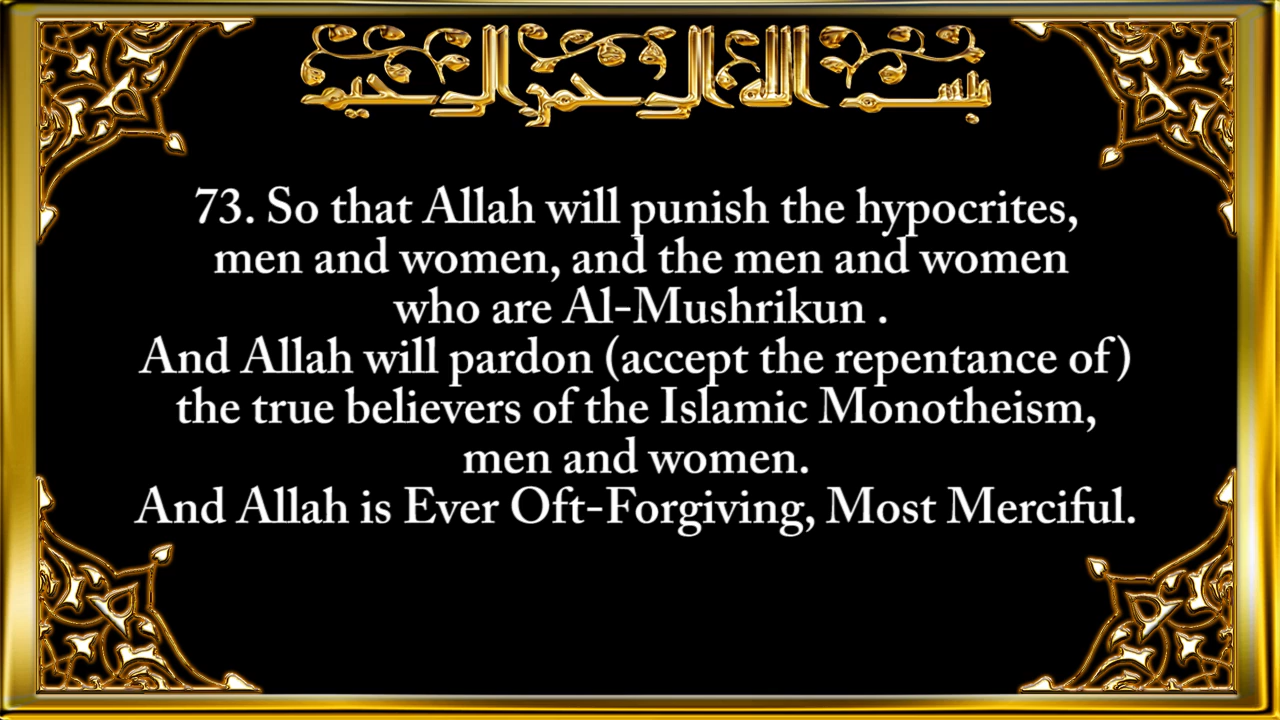 بسم الله الرحمن الرحيم
73. So that Allah will punish the hypocrites,
men and women, and the men and women
who are Al-Mushrikun .
And Allah will pardon (accept the repentance of)
the true believers of the Islamic Monotheism,
men and women.
And Allah is Ever Oft-Forgiving, Most Merciful.